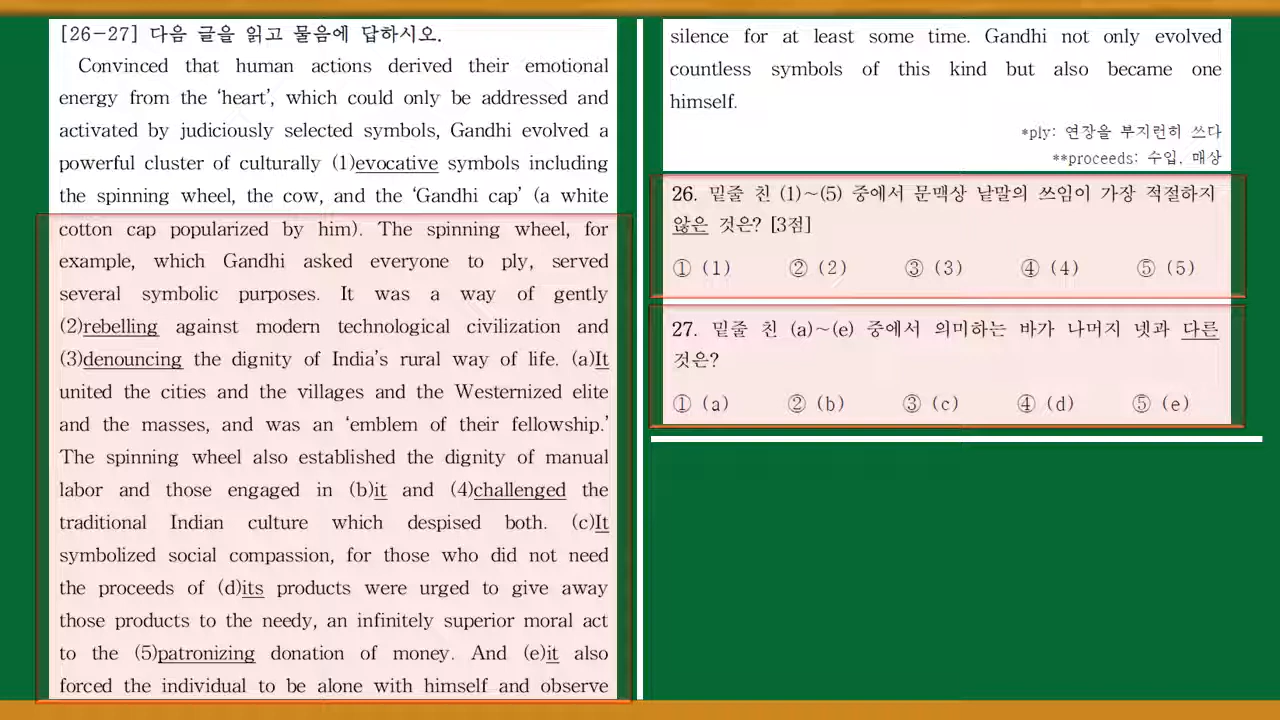 [26-27] 다음 글을 읽고 물음에 답하시오.
Convinced that human actions derived their emotional
energy from the 'heart', which could only be addressed and
activated by judiciously selected symbols, Gandhi evolved a
powerful cluster of culturally (1)evocative symbols including
the spinning wheel, the cow, and the 'Gandhi cap' (a white
cotton cap popularized by him). The spinning wheel, for
example, which Gandhi asked everyone to ply, served
several symbolic purposes. It was a way of gently
(2)rebelling against modern technological civilization and
(3)denouncing the dignity of India's rural way of life. (a)It
united the cities and the villages and the Westernized elite
and the masses, and was an 'emblem of their fellowship.'
The spinning wheel also established the dignity of manual
labor and those engaged in (b)it and (4)challenged the
traditional Indian culture which despised both. (c)It
symbolized social compassion, for those who did not need
the proceeds of (d)its products were urged to give away
those products to the needy, an infinitely superior moral act
to the (5)patronizing donation of money. And (e)it also
forced the individual to be alone with himself and observe
silence for at least some time. Gandhi not only evolved
countless symbols of this kind but also became one
himself.
*ply: 연장을 부지런히 쓰다
**proceeds: 수입, 매상
26. 밑줄 친 (1)~(5) 중에서 문맥상 낱말의 쓰임이 가장 적절하지
않은 것은? [3점]
① (1) ② (2) ③ (3) ④ (4) ⑤ (5)
27. 밑줄 친 (a)~(e) 중에서 의미하는 바가 나머지 넷과 다른
것은?
① (a) ② (b) ③ (c) ④ (d) ⑤ (e)